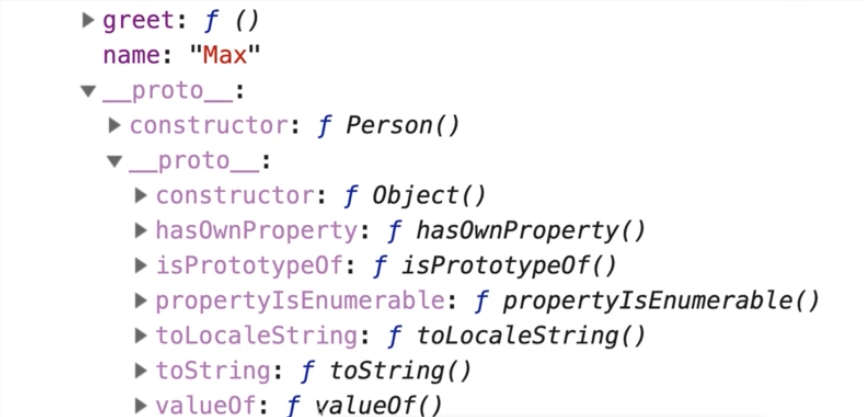 greet: ƒ ()
name: "Max"
__proto__:
constructor: ƒ Person()
__proto__:
constructor: ƒ Object()
hasOwnProperty: ƒ hasOwnProperty()
isPrototypeOf: ƒ isPrototypeOf()
propertyIsEnumerable: ƒ propertyIsEnumerable()
toLocaleString: ƒ toLocaleString()
toString: ƒ toString()
valueOf: ƒ valueOf()